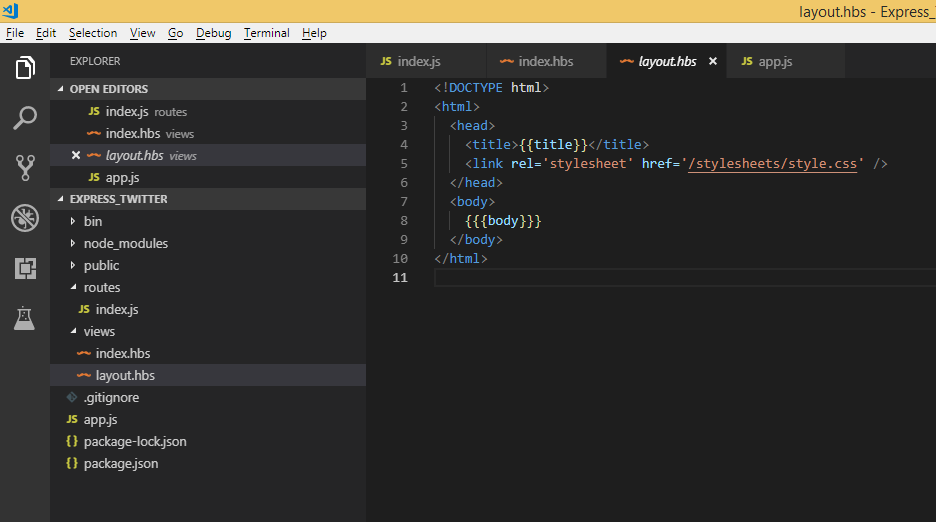 layout.hbs - Express_
File Edit Selection View Go Debug Terminal Help
EXPLORER
OPEN EDITORS
JS index.js routes
index.hbs views
layout.hbs views
JS app.js
EXPRESS_TWITTER
bin
node_modules
public
routes
JS index.js
views
index.hbs
layout.hbs
.gitignore
JS app.js
{} package-lock.json
{} package.json
JS index.js index.hbs layout.hbs JS app.js
1 <!DOCTYPE html>
2 <html>
3 <head>
4 <title>{{title}}</title>
5 <link rel='stylesheet' href='/stylesheets/style.css' />
6 </head>
7 <body>
8 {{{body}}}
9 </body>
10 </html>
11